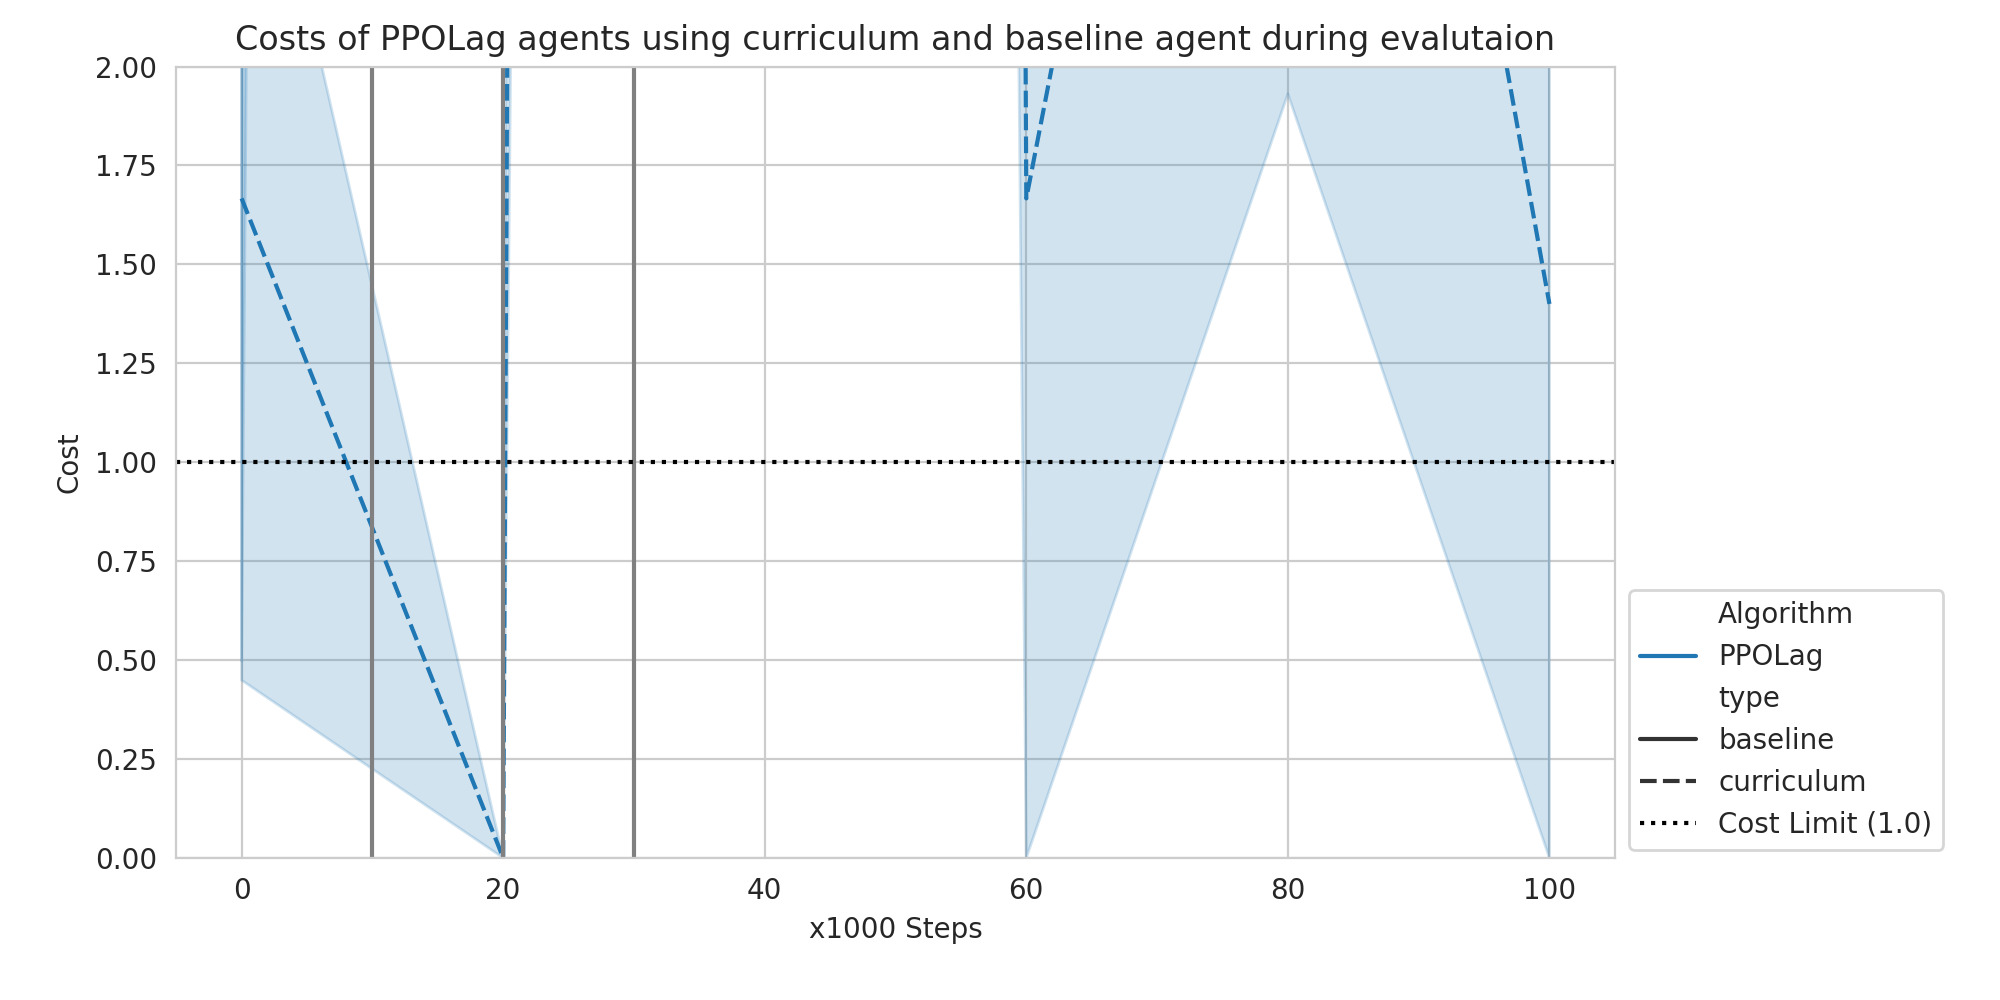 Costs of PPOLag agents using curriculum and baseline agent during evalutaion
2.00
1.75
1.50
1.25
1.00
0.75
0.50
0.25
0.00
Cost
0 20 40 60 80 100
x1000 Steps
Algorithm
PPOLag
type
baseline
curriculum
Cost Limit (1.0)